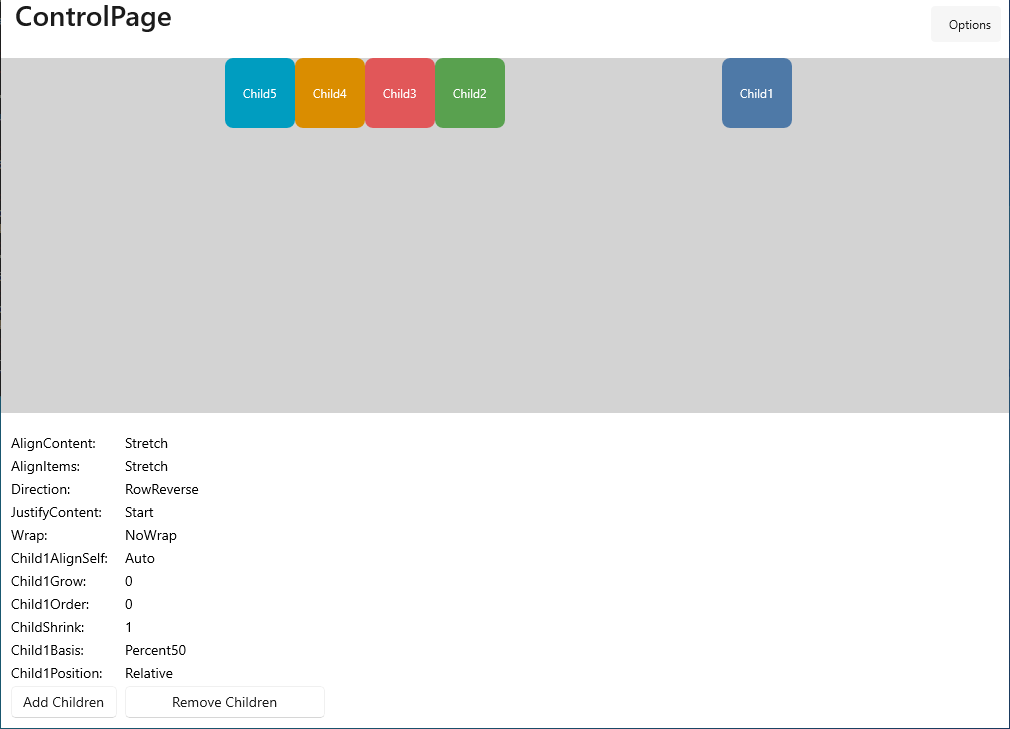 ControlPage
Options
Child5 Child4 Child3 Child2 Child1
AlignContent: Stretch
AlignItems: Stretch
Direction: RowReverse
JustifyContent: Start
Wrap: NoWrap
Child1AlignSelf: Auto
Child1Grow: 0
Child1Order: 0
ChildShrink: 1
Child1Basis: Percent50
Child1Position: Relative
Add Children Remove Children